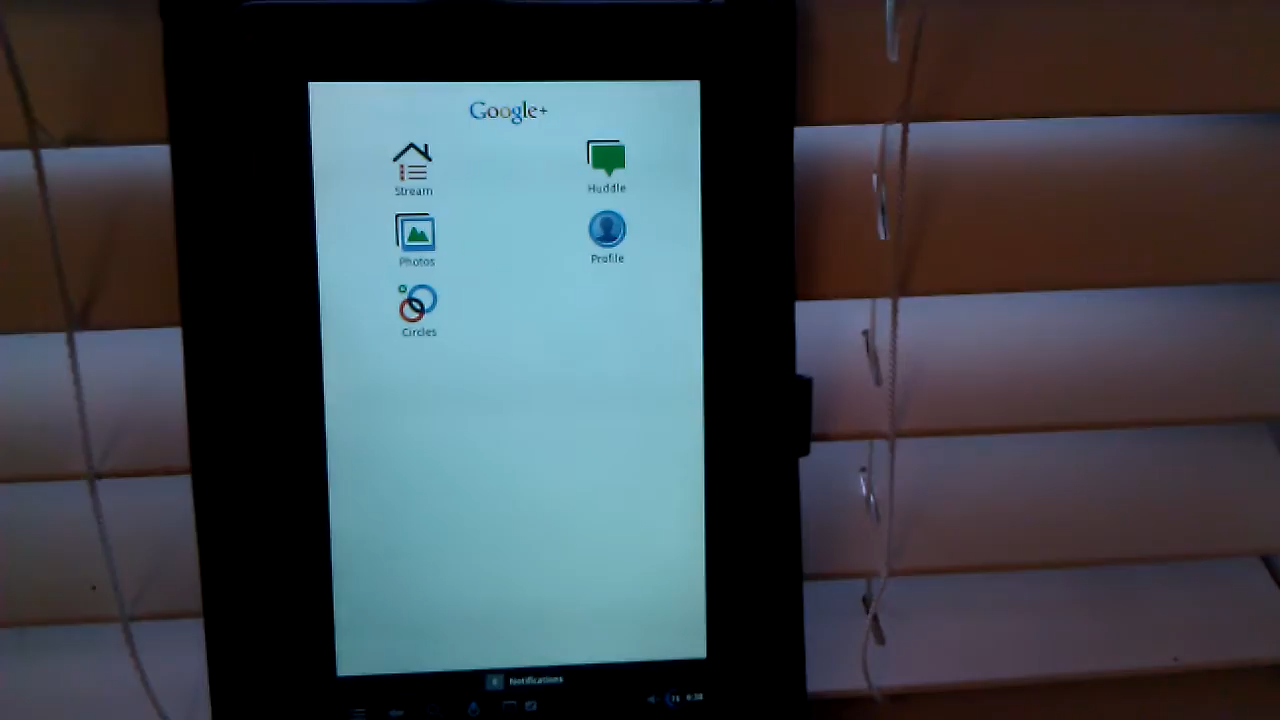 Google+
Stream
Huddle
Photos
Profile
Circles
Notifications